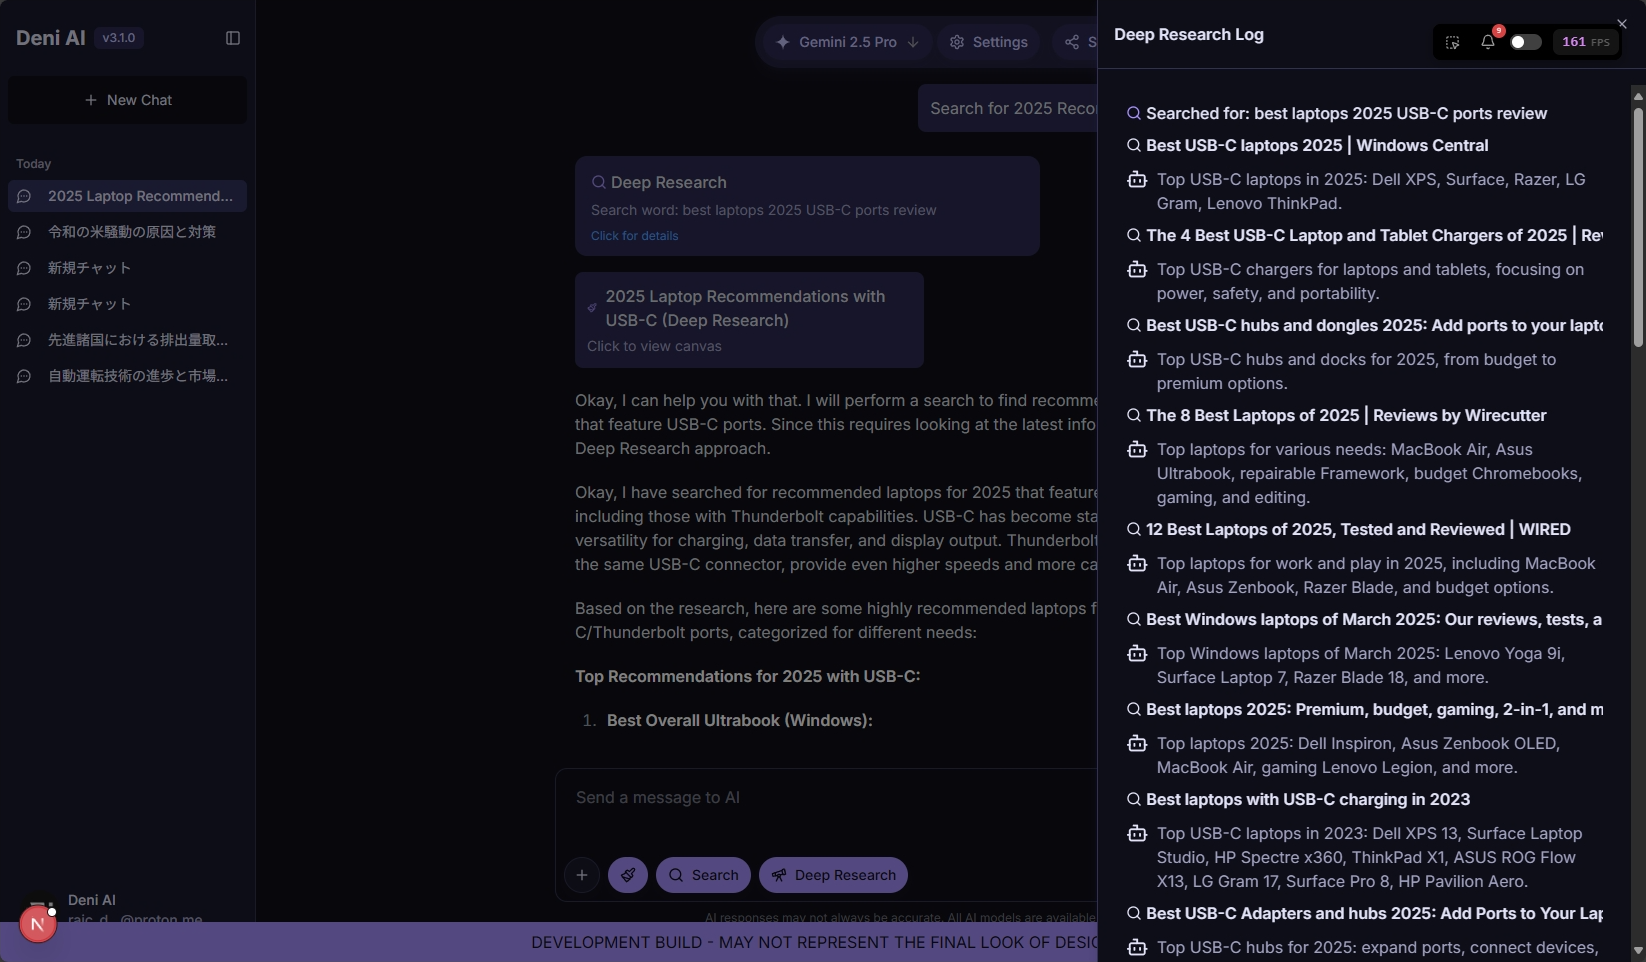 Deni AI v3.1.0
New Chat
Today
2025 Laptop Recommend...
令和の米騒動の原因と対策
新規チャット
新規チャット
先進諸国における排出量取...
自動運転技術の進歩と市場...
Deni AI
Gemini 2.5 Pro
Settings
S
Search for 2025 Reco
Deep Research
Search word: best laptops 2025 USB-C ports review
Click for details
2025 Laptop Recommendations with
USB-C (Deep Research)
Click to view canvas
Okay, I can help you with that. I will perform a search to find recomme
that feature USB-C ports. Since this requires looking at the latest info
Deep Research approach.
Okay, I have searched for recommended laptops for 2025 that feature
including those with Thunderbolt capabilities. USB-C has become sta
versatility for charging, data transfer, and display output. Thunderbolt
the same USB-C connector, provide even higher speeds and more ca
Based on the research, here are some highly recommended laptops f
C/Thunderbolt ports, categorized for different needs:
Top Recommendations for 2025 with USB-C:
1. Best Overall Ultrabook (Windows):
Send a message to AI
Search
Deep Research
AI responses may not always be accurate. All AI models are available
N
DEVELOPMENT BUILD - MAY NOT REPRESENT THE FINAL LOOK OF DESIG
Deep Research Log
9
161 FPS
Searched for: best laptops 2025 USB-C ports review
Best USB-C laptops 2025 | Windows Central
Top USB-C laptops in 2025: Dell XPS, Surface, Razer, LG
Gram, Lenovo ThinkPad.
The 4 Best USB-C Laptop and Tablet Chargers of 2025 | Rev
Top USB-C chargers for laptops and tablets, focusing on
power, safety, and portability.
Best USB-C hubs and dongles 2025: Add ports to your lapto
Top USB-C hubs and docks for 2025, from budget to
premium options.
The 8 Best Laptops of 2025 | Reviews by Wirecutter
Top laptops for various needs: MacBook Air, Asus
Ultrabook, repairable Framework, budget Chromebooks,
gaming, and editing.
12 Best Laptops of 2025, Tested and Reviewed | WIRED
Top laptops for work and play in 2025, including MacBook
Air, Asus Zenbook, Razer Blade, and budget options.
Best Windows laptops of March 2025: Our reviews, tests, a
Top Windows laptops of March 2025: Lenovo Yoga 9i,
Surface Laptop 7, Razer Blade 18, and more.
Best laptops 2025: Premium, budget, gaming, 2-in-1, and m
Top laptops 2025: Dell Inspiron, Asus Zenbook OLED,
MacBook Air, gaming Lenovo Legion, and more.
Best laptops with USB-C charging in 2023
Top USB-C laptops in 2023: Dell XPS 13, Surface Laptop
Studio, HP Spectre x360, ThinkPad X1, ASUS ROG Flow
X13, LG Gram 17, Surface Pro 8, HP Pavilion Aero.
Best USB-C Adapters and hubs 2025: Add Ports to Your Lap
Top USB-C hubs for 2025: expand ports, connect devices,